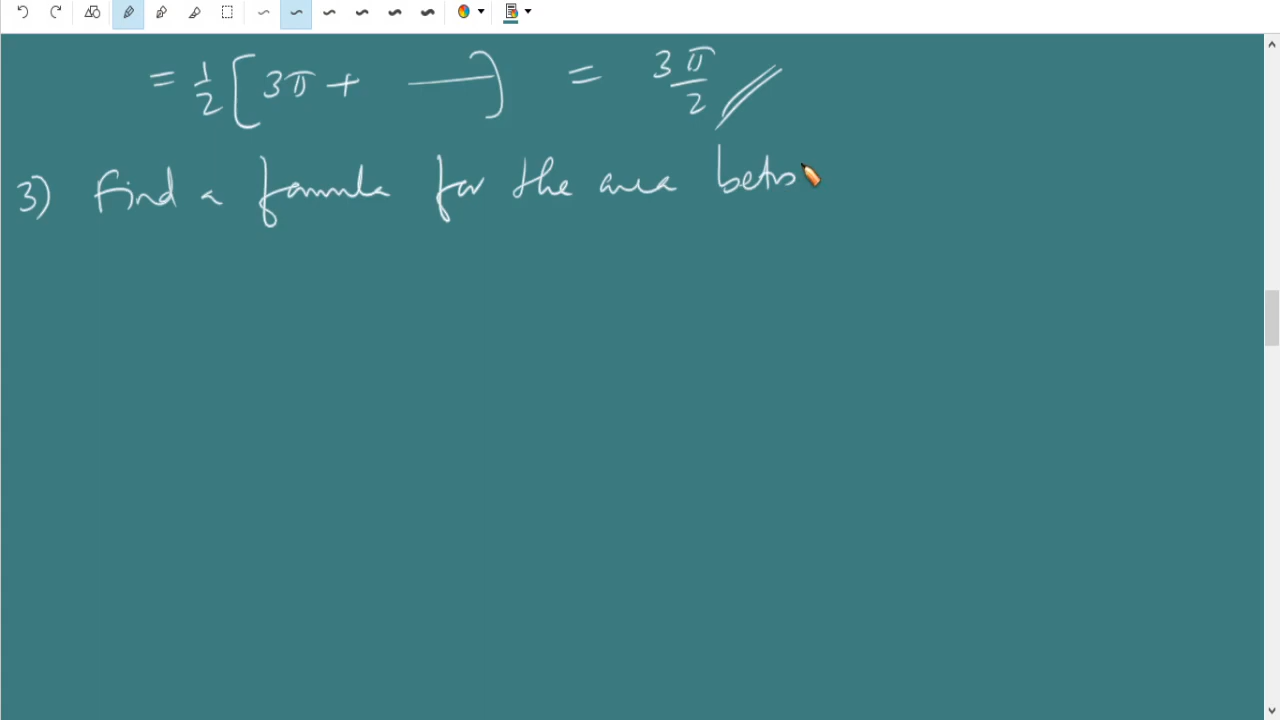 = 1/2 [ 3π + — ] = 3π/2 //
3) Find a formula for the area betw